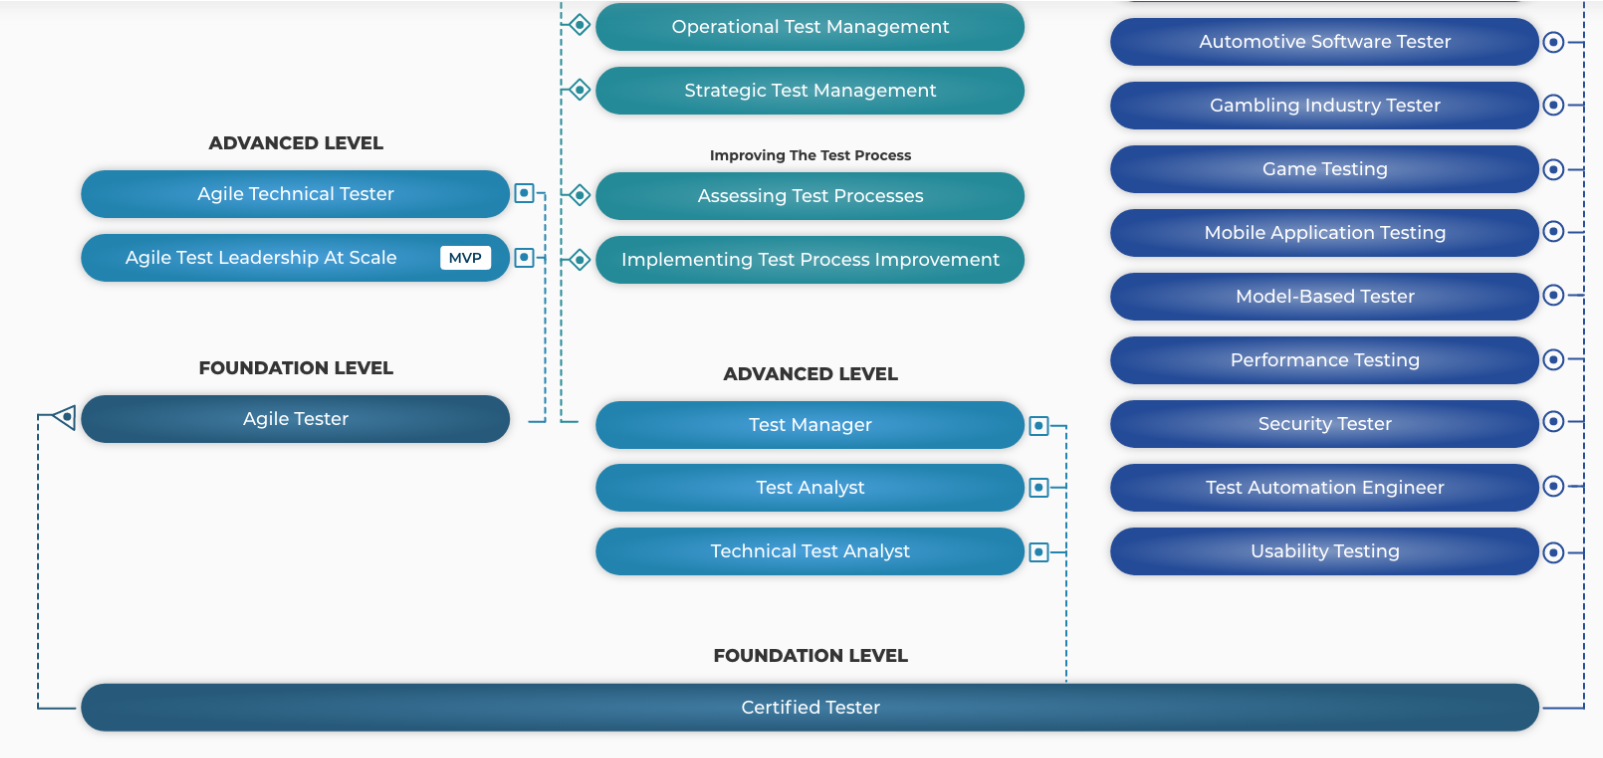 ADVANCED LEVEL
Agile Technical Tester
Agile Test Leadership At Scale MVP
FOUNDATION LEVEL
Agile Tester
Operational Test Management
Strategic Test Management
Improving The Test Process
Assessing Test Processes
Implementing Test Process Improvement
ADVANCED LEVEL
Test Manager
Test Analyst
Technical Test Analyst
Automotive Software Tester
Gambling Industry Tester
Game Testing
Mobile Application Testing
Model-Based Tester
Performance Testing
Security Tester
Test Automation Engineer
Usability Testing
FOUNDATION LEVEL
Certified Tester